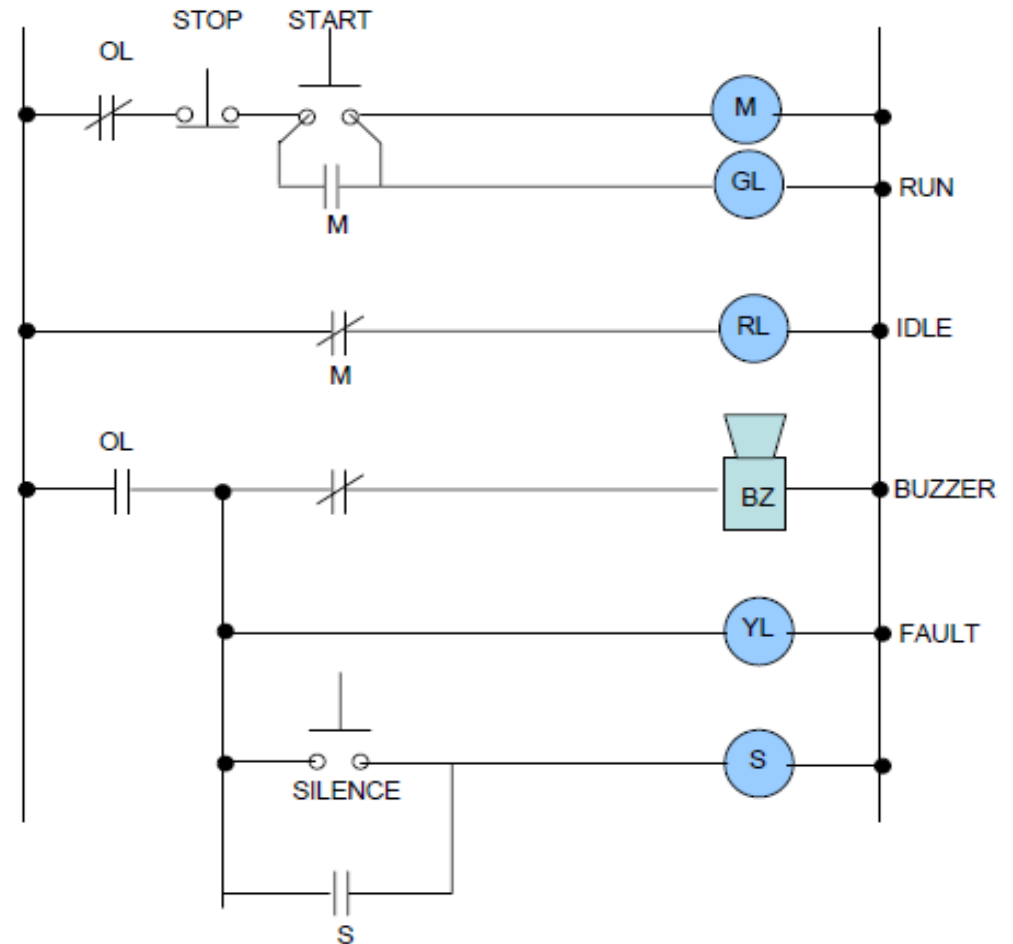 STOP START
OL
M
GL RUN
M
RL IDLE
M
OL
BZ BUZZER
YL FAULT
S
SILENCE
S